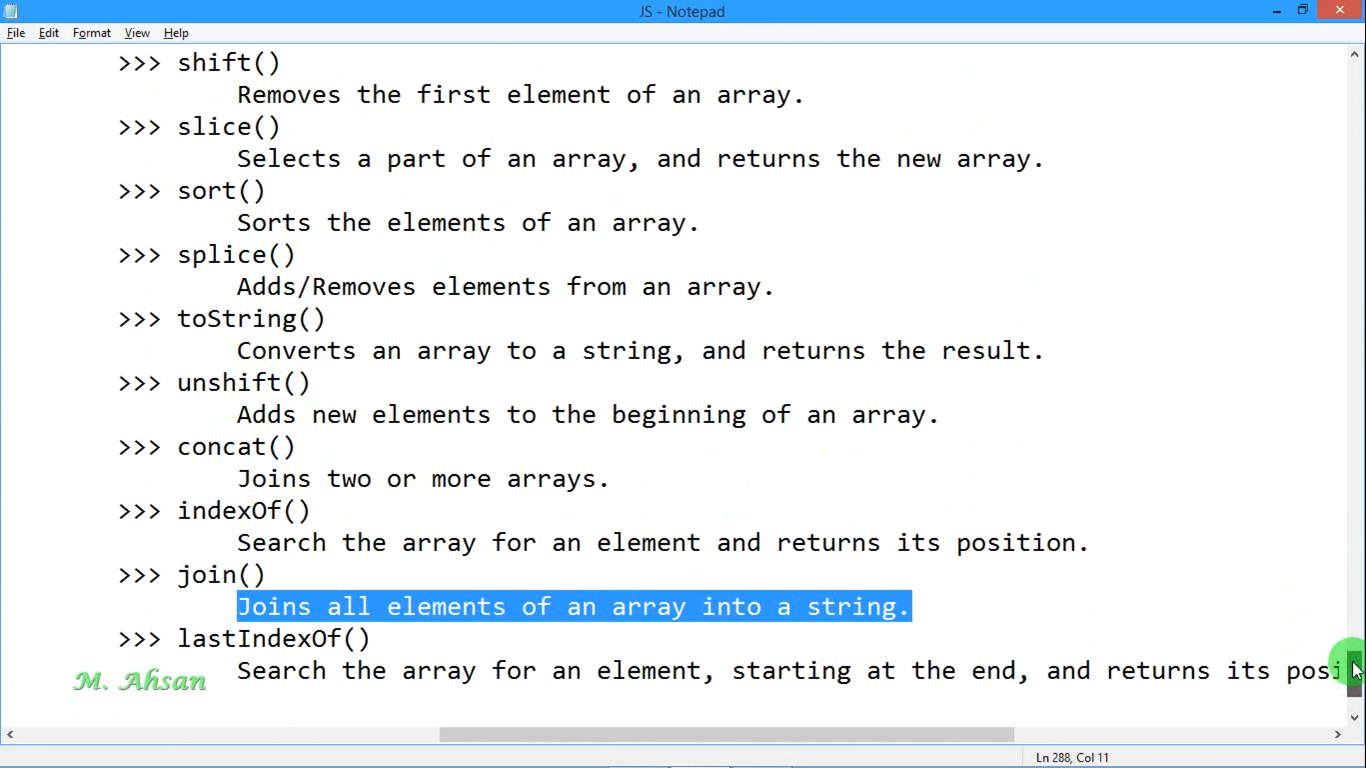 JS - Notepad
File Edit Format View Help
>>> shift()
Removes the first element of an array.
>>> slice()
Selects a part of an array, and returns the new array.
>>> sort()
Sorts the elements of an array.
>>> splice()
Adds/Removes elements from an array.
>>> toString()
Converts an array to a string, and returns the result.
>>> unshift()
Adds new elements to the beginning of an array.
>>> concat()
Joins two or more arrays.
>>> indexOf()
Search the array for an element and returns its position.
>>> join()
Joins all elements of an array into a string.
>>> lastIndexOf()
Search the array for an element, starting at the end, and returns its posi
M. Ahsan
Ln 288, Col 11